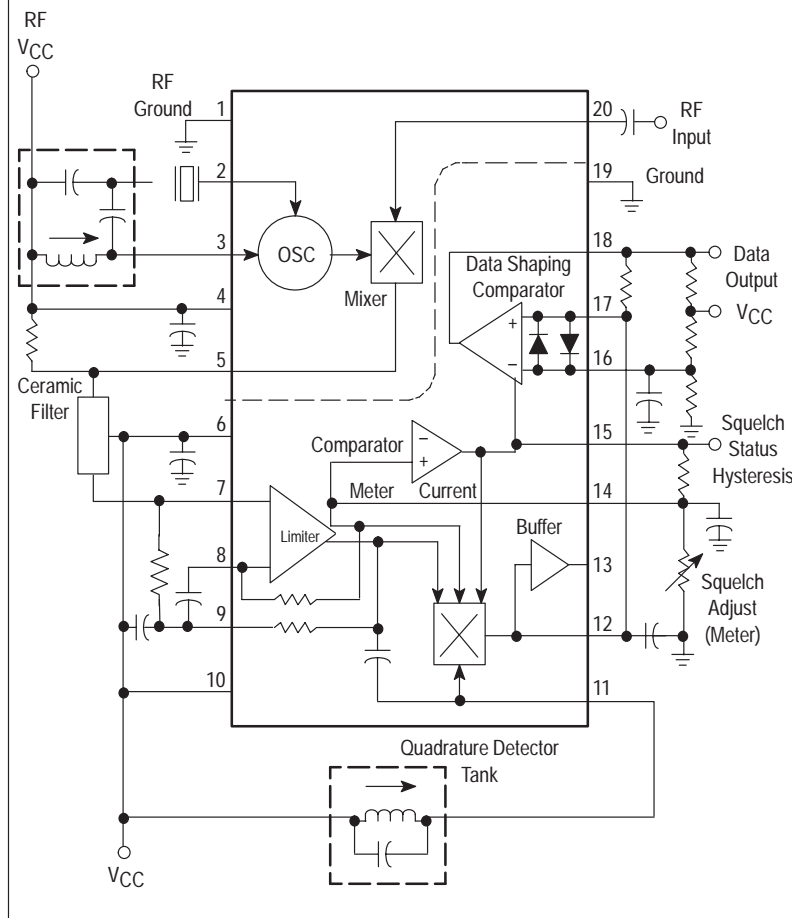 RF
VCC
RF
Ground
1
2
3
4
5
6
7
8
9
10
Ceramic
Filter
OSC
Mixer
20
RF
Input
19
Ground
18
Data
Output
Data Shaping
Comparator
+
−
17
VCC
16
15
Squelch
Status
Hysteresis
Comparator
−
+
Meter
Current
14
Limiter
Buffer
13
Squelch
Adjust
(Meter)
12
11
Quadrature Detector
Tank
VCC